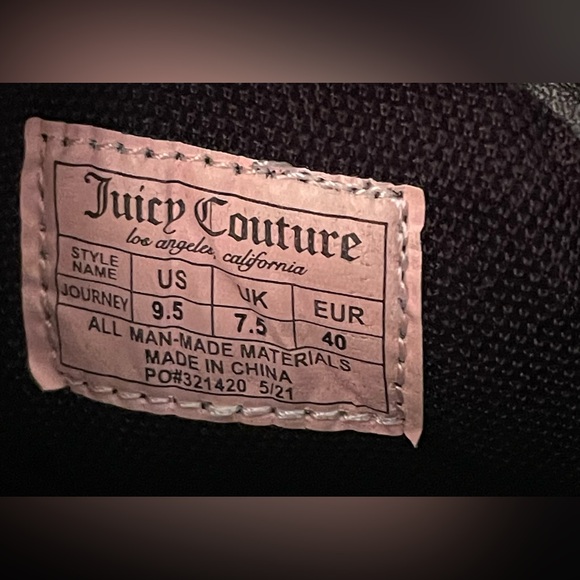 Juicy Couture
los angeles, california
STYLE NAME US UK EUR
JOURNEY 9.5 7.5 40
ALL MAN-MADE MATERIALS
MADE IN CHINA
PO#321420 5/21